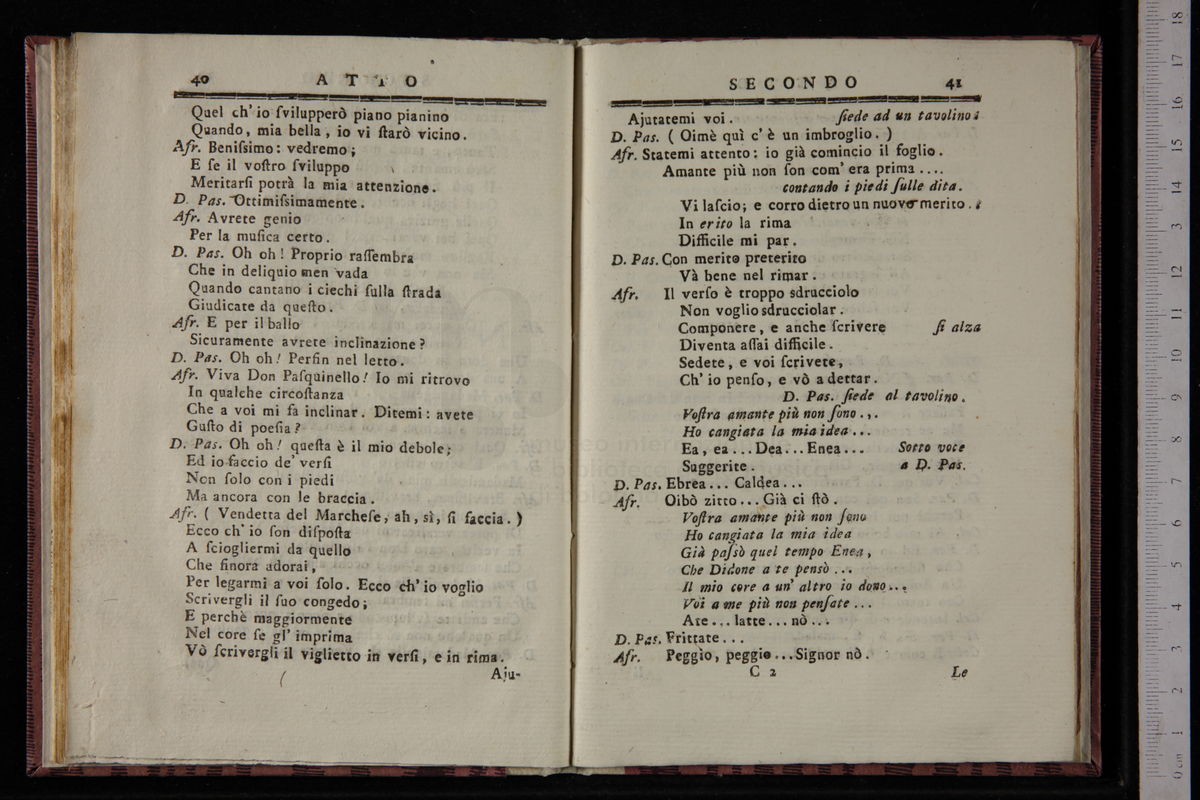 40 ATTO
Quel ch' io ſvilupperò piano pianino
Quando, mia bella, io vi ſtarò vicino.
Afr. Beniſsimo: vedremo;
E ſe il voſtro ſviluppo
Meritarſi potrà la mia attenzione.
D. Pas. Ottimiſsimamente.
Afr. Avrete genio
Per la muſica certo.
D. Pas. Oh oh! Proprio raſſembra
Che in deliquio men vada
Quando cantano i ciechi ſulla ſtrada
Giudicate da queſto.
Afr. E per il ballo
Sicuramente avrete inclinazione?
D. Pas. Oh oh! Perfin nel letto.
Afr. Viva Don Paſquinello! Io mi ritrovo
In qualche circoſtanza
Che a voi mi fa inclinar. Ditemi: avete
Guſto di poeſia?
D. Pas. Oh oh! queſta è il mio debole;
Ed io faccio de' verſi
Non ſolo con i piedi
Ma ancora con le braccia.
Afr. ( Vendetta del Marcheſe, ah, sì, ſi faccia. )
Ecco ch' io ſon diſpoſta
A ſciogliermi da quello
Che finora adorai,
Per legarmi a voi ſolo. Ecco ch' io voglio
Scrivergli il ſuo congedo;
E perchè maggiormente
Nel core ſe gl' imprima
Vò ſcrivergli il viglietto in verſi, e in rima.
Aju-
SECONDO 41
Ajutatemi voi. ſiede ad un tavolino.
D. Pas. ( Oimè quì c' è un imbroglio. )
Afr. Statemi attento: io già comincio il foglio.
Amante più non ſon com' era prima ....
contando i piedi ſulle dita.
Vi laſcio; e corro dietro un nuovo merito.
In erito la rima
Difficile mi par.
D. Pas. Con merito preterito
Và bene nel rimar.
Afr. Il verſo è troppo sdrucciolo
Non voglio sdrucciolar.
Componere, e anche ſcrivere ſi alza
Diventa aſſai difficile.
Sedete, e voi ſcrivete,
Ch' io penſo, e vò a dettar.
D. Pas. ſiede al tavolino.
Voſtra amante più non ſono ...
Ho cangiata la mia idea ...
Ea, ea ... Dea... Enea ... Sotto voce
Suggerite. a D. Pas.
D. Pas. Ebrea... Caldea...
Afr. Oibò zitto... Già ci ſtò.
Voſtra amante più non ſono
Ho cangiata la mia idea
Già paſsò quel tempo Enea,
Che Didone a te pensò ...
Il mio core a un' altro io dono...
Voi a me più non penſate ...
Ate... latte... nò...
D. Pas. Frittate...
Afr. Peggio, peggio ... Signor nò.
C 2 Le